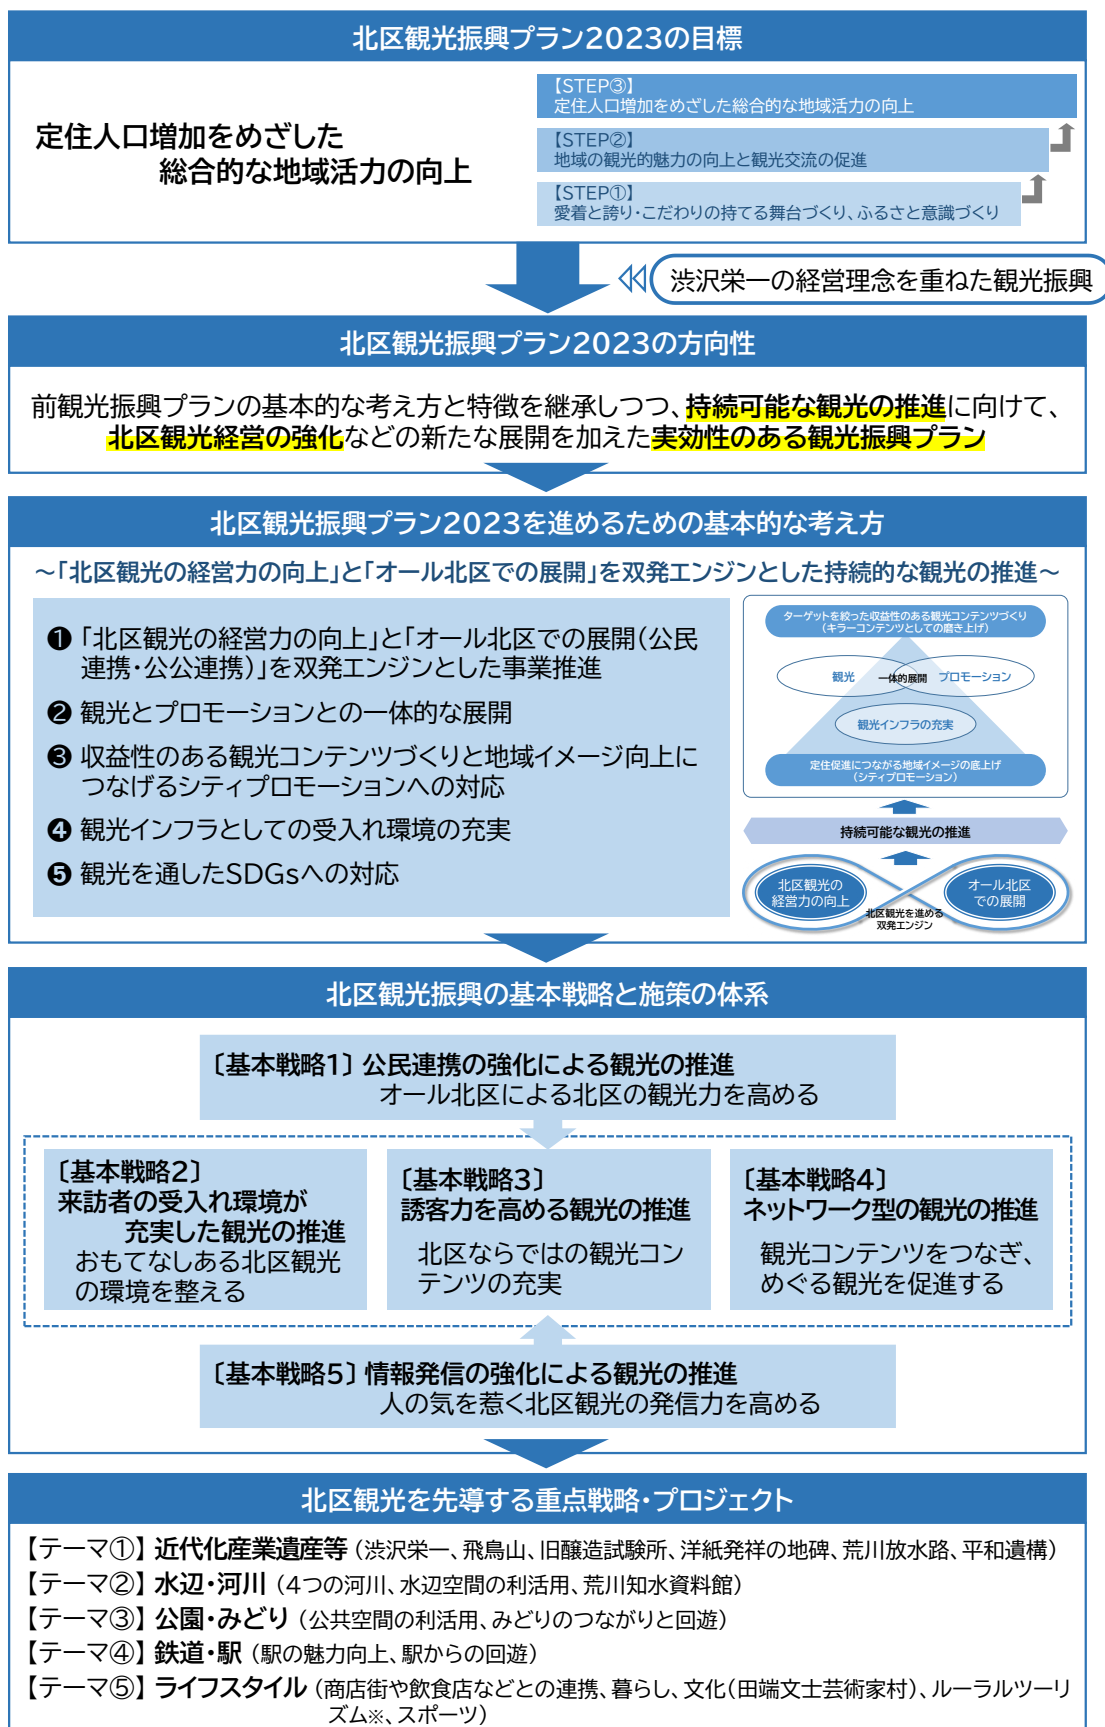 北区観光振興プラン2023の目標
定住人口増加をめざした
総合的な地域活力の向上
【STEP③】
定住人口増加をめざした総合的な地域活力の向上
【STEP②】
地域の観光的魅力の向上と観光交流の促進
【STEP①】
愛着と誇り・こだわりの持てる舞台づくり、ふるさと意識づくり
渋沢栄一の経営理念を重ねた観光振興
北区観光振興プラン2023の方向性
前観光振興プランの基本的な考え方と特徴を継承しつつ、持続可能な観光の推進に向けて、
北区観光経営の強化などの新たな展開を加えた実効性のある観光振興プラン
北区観光振興プラン2023を進めるための基本的な考え方
～「北区観光の経営力の向上」と「オール北区での展開」を双発エンジンとした持続的な観光の推進～
❶「北区観光の経営力の向上」と「オール北区での展開(公民
連携・公公連携)」を双発エンジンとした事業推進
❷ 観光とプロモーションとの一体的な展開
❸ 収益性のある観光コンテンツづくりと地域イメージ向上に
つなげるシティプロモーションへの対応
❹ 観光インフラとしての受入れ環境の充実
❺ 観光を通したSDGsへの対応
ターゲットを絞った収益性のある観光コンテンツづくり
(キラーコンテンツとしての磨き上げ)
観光 一体的展開 プロモーション
観光インフラの充実
定住促進につながる地域イメージの底上げ
(シティプロモーション)
持続可能な観光の推進
北区観光の
経営力の向上
オール北区
での展開
北区観光を進める
双発エンジン
北区観光振興の基本戦略と施策の体系
〔基本戦略1〕公民連携の強化による観光の推進
オール北区による北区の観光力を高める
〔基本戦略2〕
来訪者の受入れ環境が
充実した観光の推進
おもてなしある北区観光
の環境を整える
〔基本戦略3〕
誘客力を高める観光の推進
北区ならではの観光コン
テンツの充実
〔基本戦略4〕
ネットワーク型の観光の推進
観光コンテンツをつなぎ、
めぐる観光を促進する
〔基本戦略5〕情報発信の強化による観光の推進
人の気を惹く北区観光の発信力を高める
北区観光を先導する重点戦略・プロジェクト
【テーマ①】近代化産業遺産等(渋沢栄一、飛鳥山、旧醸造試験所、洋紙発祥の地碑、荒川放水路、平和遺構)
【テーマ②】水辺・河川(4つの河川、水辺空間の利活用、荒川知水資料館)
【テーマ③】公園・みどり(公共空間の利活用、みどりのつながりと回遊)
【テーマ④】鉄道・駅(駅の魅力向上、駅からの回遊)
【テーマ⑤】ライフスタイル(商店街や飲食店などとの連携、暮らし、文化(田端文士芸術家村)、ルーラルツーリ
ズム※、スポーツ)